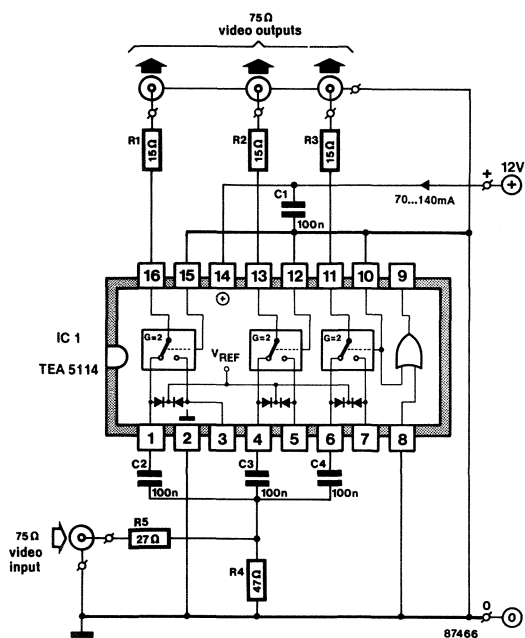 75Ω
video outputs
R1
15Ω
R2
15Ω
R3
15Ω
C1
100n
+
12V
70...140mA
16 15 14 13 12 11 10 9
+
IC 1
TEA 5114
G=2
G=2
G=2
VREF
1 2 3 4 5 6 7 8
C2
100n
C3
100n
C4
100n
75Ω
video
input
R5
27Ω
R4
47Ω
0
0
87466